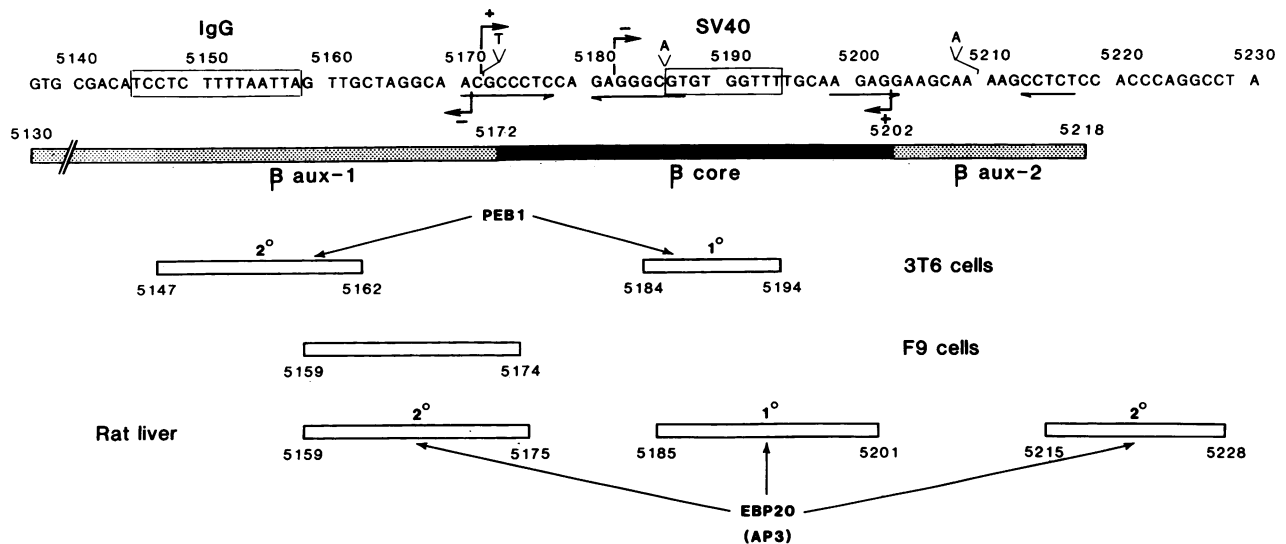 IgG SV40
+ T − A A
5140 5150 5160 5170 5180 5190 5200 5210 5220 5230
GTG CGACATCCTC TTTTAATTAG TTGCTAGGCA ACGCCCTCCA GAGGGCGTGT GGTTTTGCAA GAGGAAGCAA AAGCCTCTCC ACCCAGGCCT A
− +
5130 5172 5202 5218
β aux-1 β core β aux-2
PEB1
2° 1° 3T6 cells
5147 5162 5184 5194
F9 cells
5159 5174
Rat liver 2° 1° 2°
5159 5175 5185 5201 5215 5228
EBP20
(AP3)